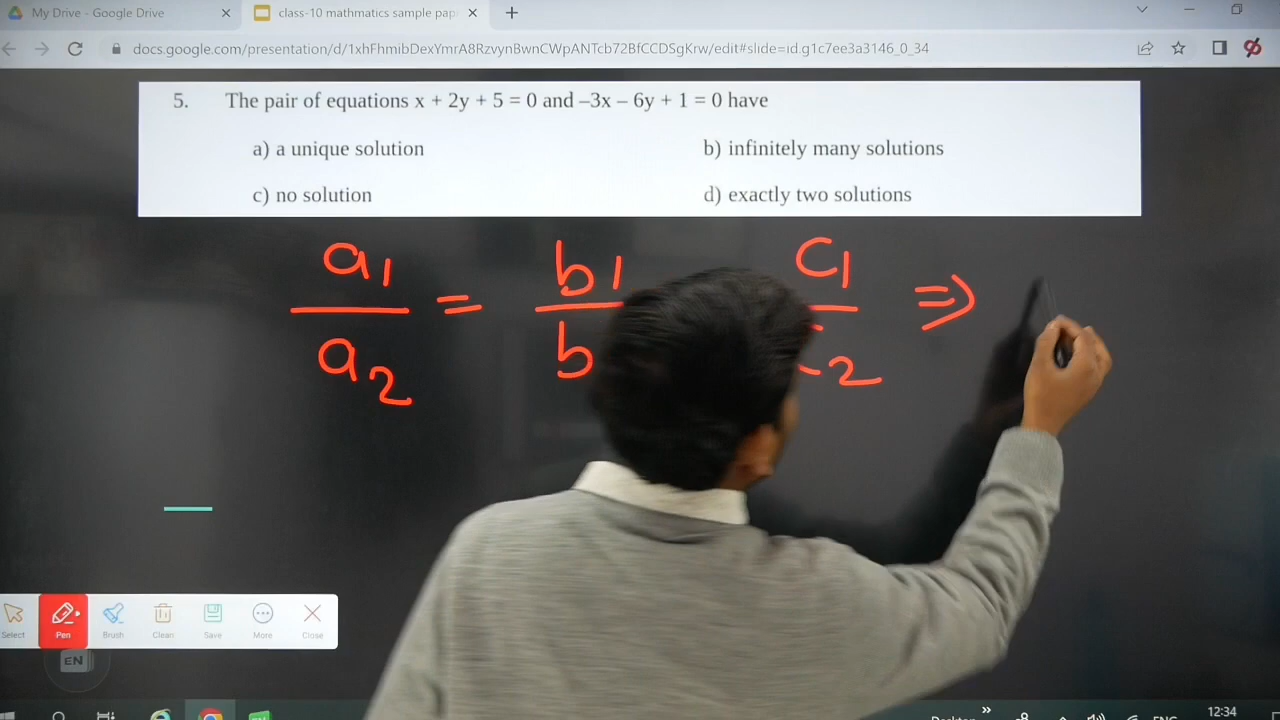 My Drive - Google Drive
class-10 mathmatics sample pap
docs.google.com/presentation/d/1xhFhmibDexYmrA8RzvynBwnCWpANTcb72BfCCDSgKrw/edit#slide=id.g1c7ee3a3146_0_34
5. The pair of equations x + 2y + 5 = 0 and –3x – 6y + 1 = 0 have
a) a unique solution b) infinitely many solutions
c) no solution d) exactly two solutions
a1 = b1 c1 ⇒
a2 b 2
Select Pen Brush Clean Save More Close
EN
Desktop » ENG 12:34